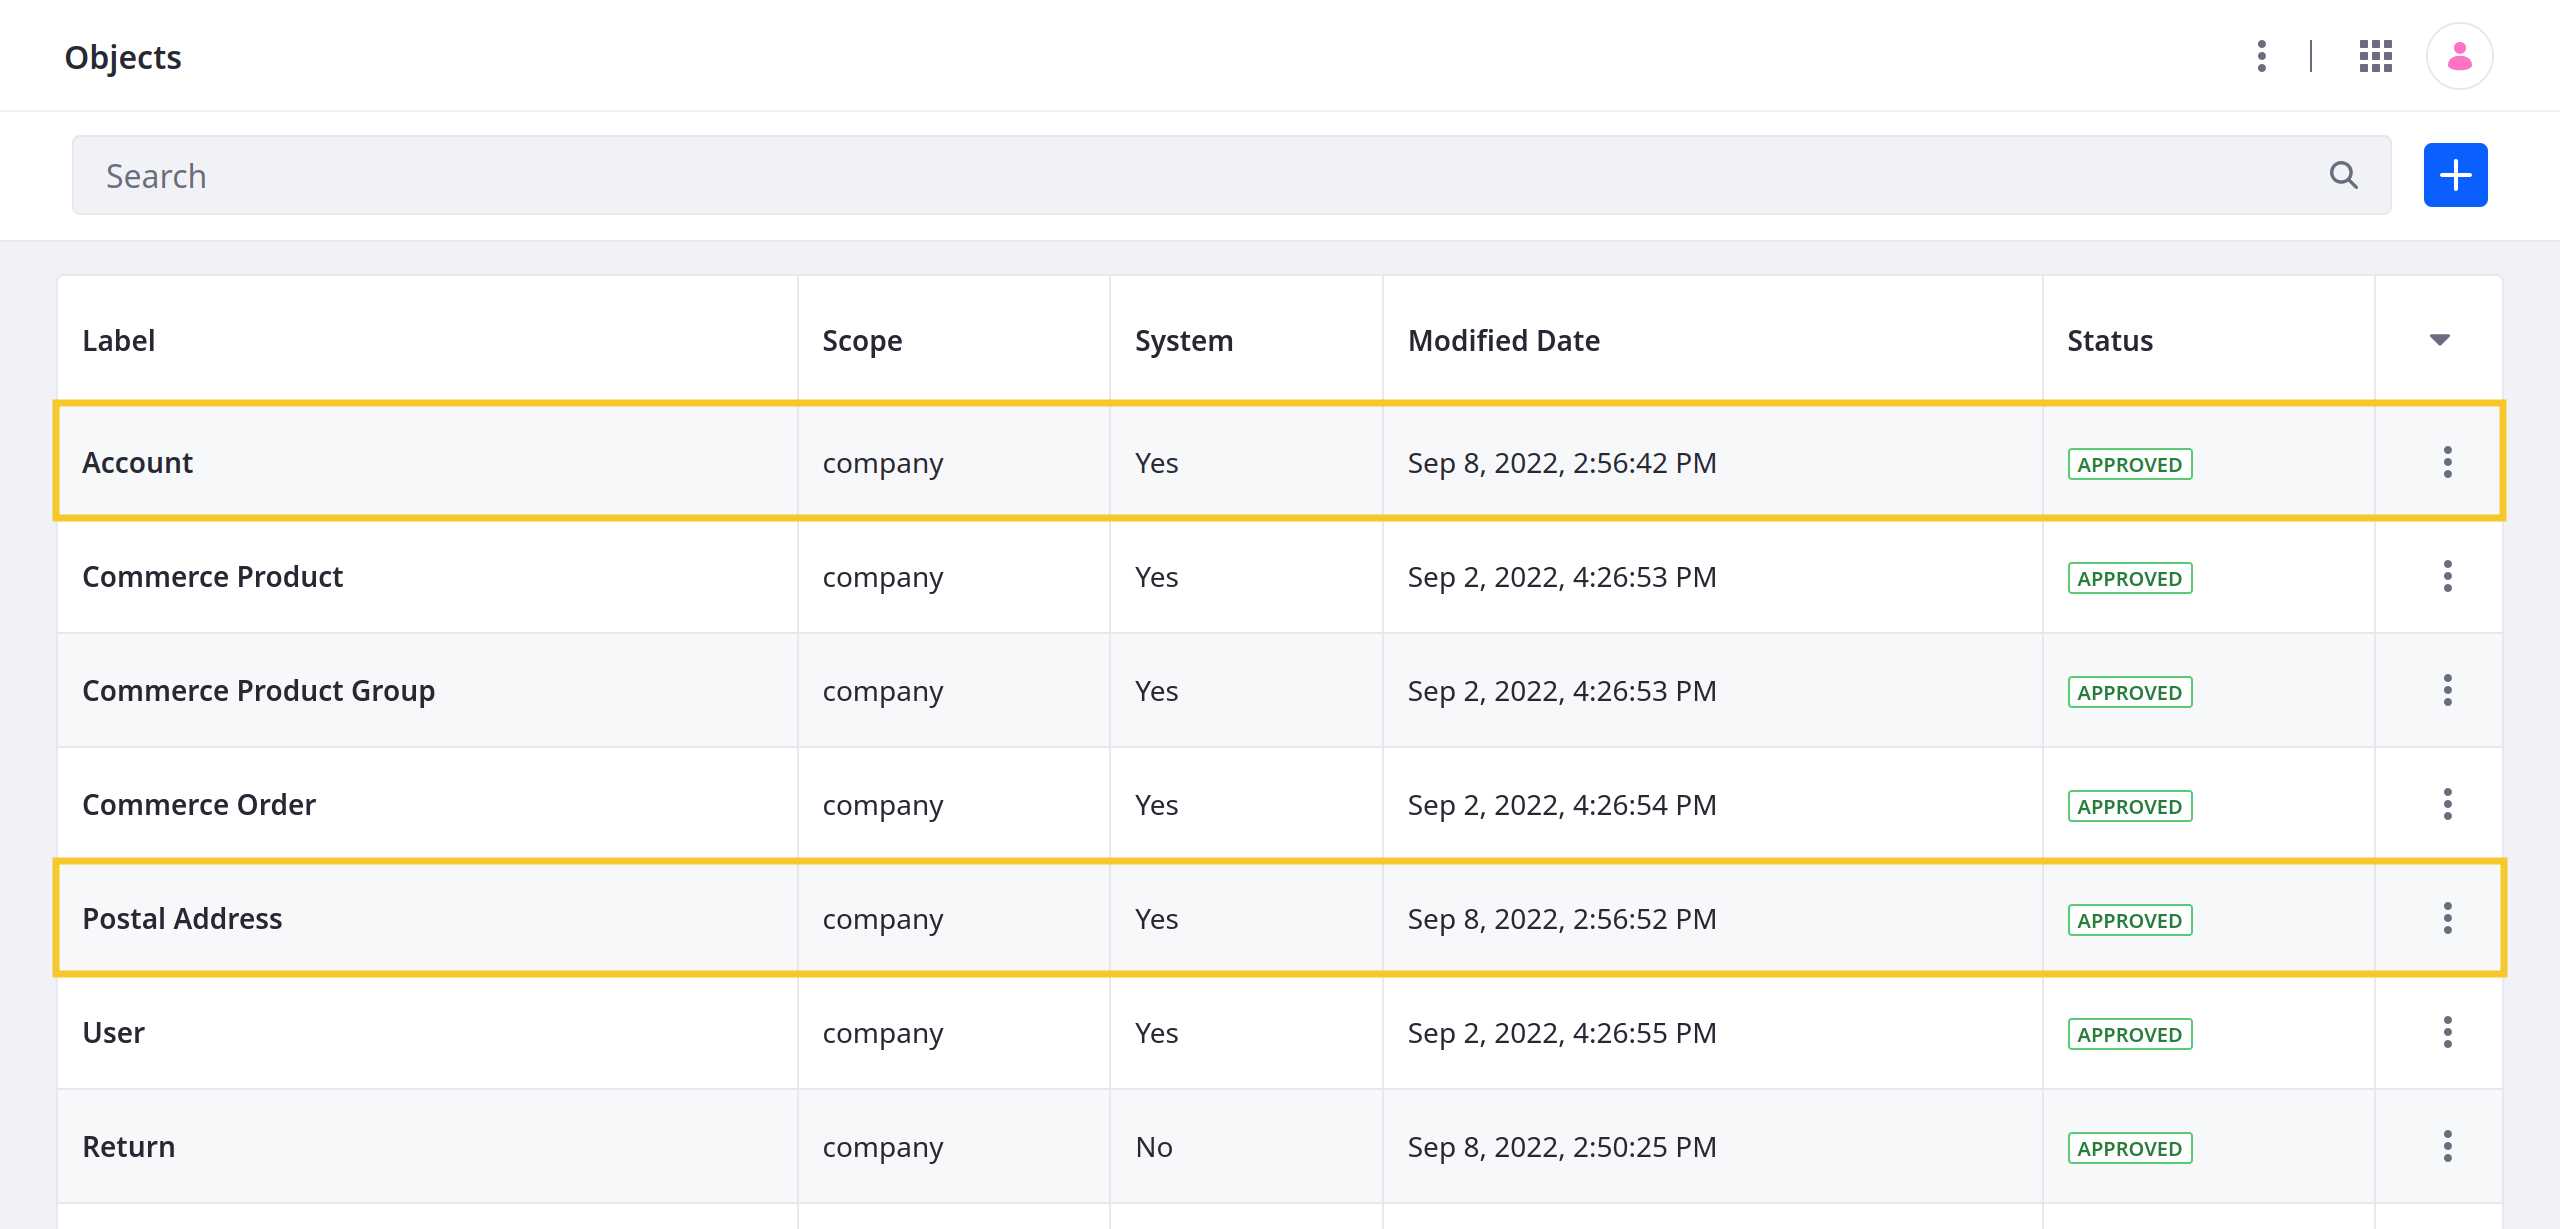 Objects
Search
Label Scope System Modified Date Status
Account company Yes Sep 8, 2022, 2:56:42 PM APPROVED
Commerce Product company Yes Sep 2, 2022, 4:26:53 PM APPROVED
Commerce Product Group company Yes Sep 2, 2022, 4:26:53 PM APPROVED
Commerce Order company Yes Sep 2, 2022, 4:26:54 PM APPROVED
Postal Address company Yes Sep 8, 2022, 2:56:52 PM APPROVED
User company Yes Sep 2, 2022, 4:26:55 PM APPROVED
Return company No Sep 8, 2022, 2:50:25 PM APPROVED